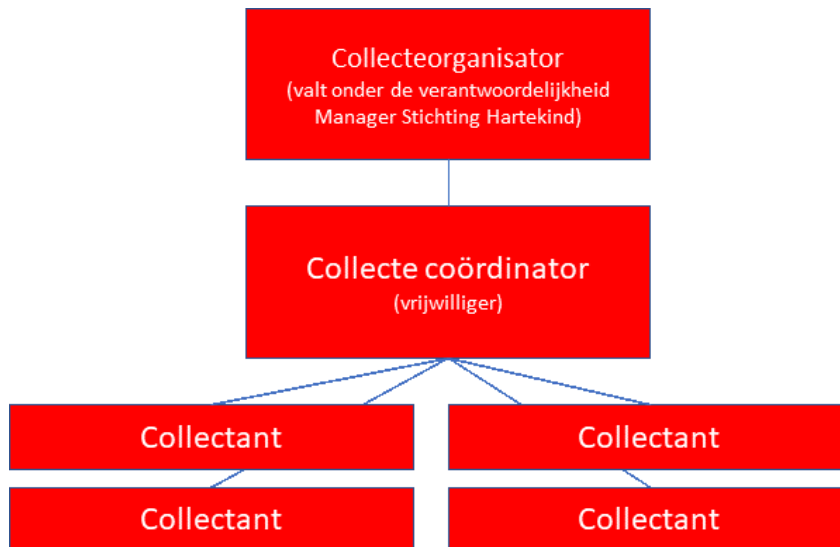 Collecteorganisator
(valt onder de verantwoordelijkheid
Manager Stichting Hartekind)
Collecte coördinator
(vrijwilliger)
Collectant
Collectant
Collectant
Collectant